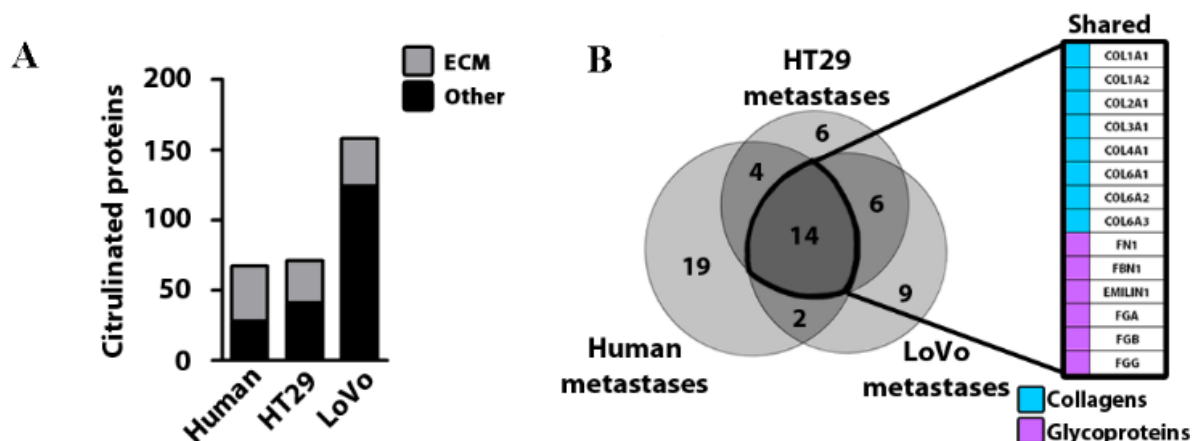 A
ECM
Other
Citrulinated proteins
200
150
100
50
0
Human
HT29
LoVo
B
HT29
metastases
6
4
6
14
19
9
2
Human
metastases
LoVo
metastases
Shared
COL1A1
COL1A2
COL2A1
COL3A1
COL4A1
COL6A1
COL6A2
COL6A3
FN1
FBN1
EMILIN1
FGA
FGB
FGG
Collagens
Glycoproteins